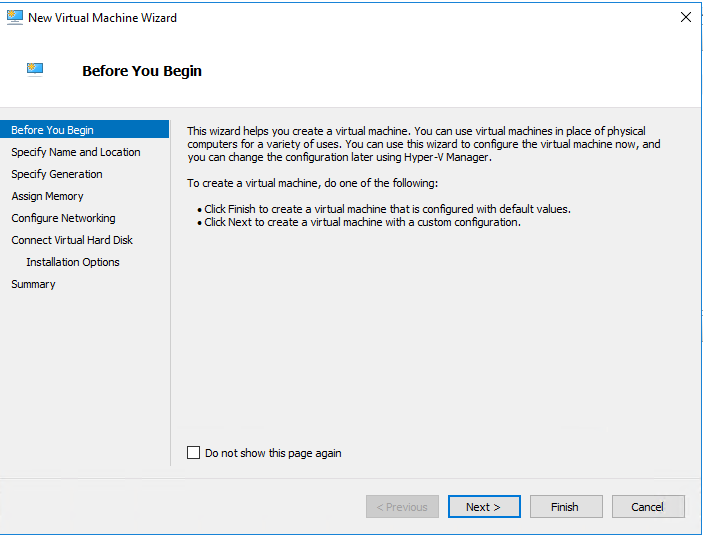 New Virtual Machine Wizard
Before You Begin
Before You Begin
Specify Name and Location
Specify Generation
Assign Memory
Configure Networking
Connect Virtual Hard Disk
Installation Options
Summary
This wizard helps you create a virtual machine. You can use virtual machines in place of physical
computers for a variety of uses. You can use this wizard to configure the virtual machine now, and
you can change the configuration later using Hyper-V Manager.
To create a virtual machine, do one of the following:
• Click Finish to create a virtual machine that is configured with default values.
• Click Next to create a virtual machine with a custom configuration.
Do not show this page again
< Previous
Next >
Finish
Cancel